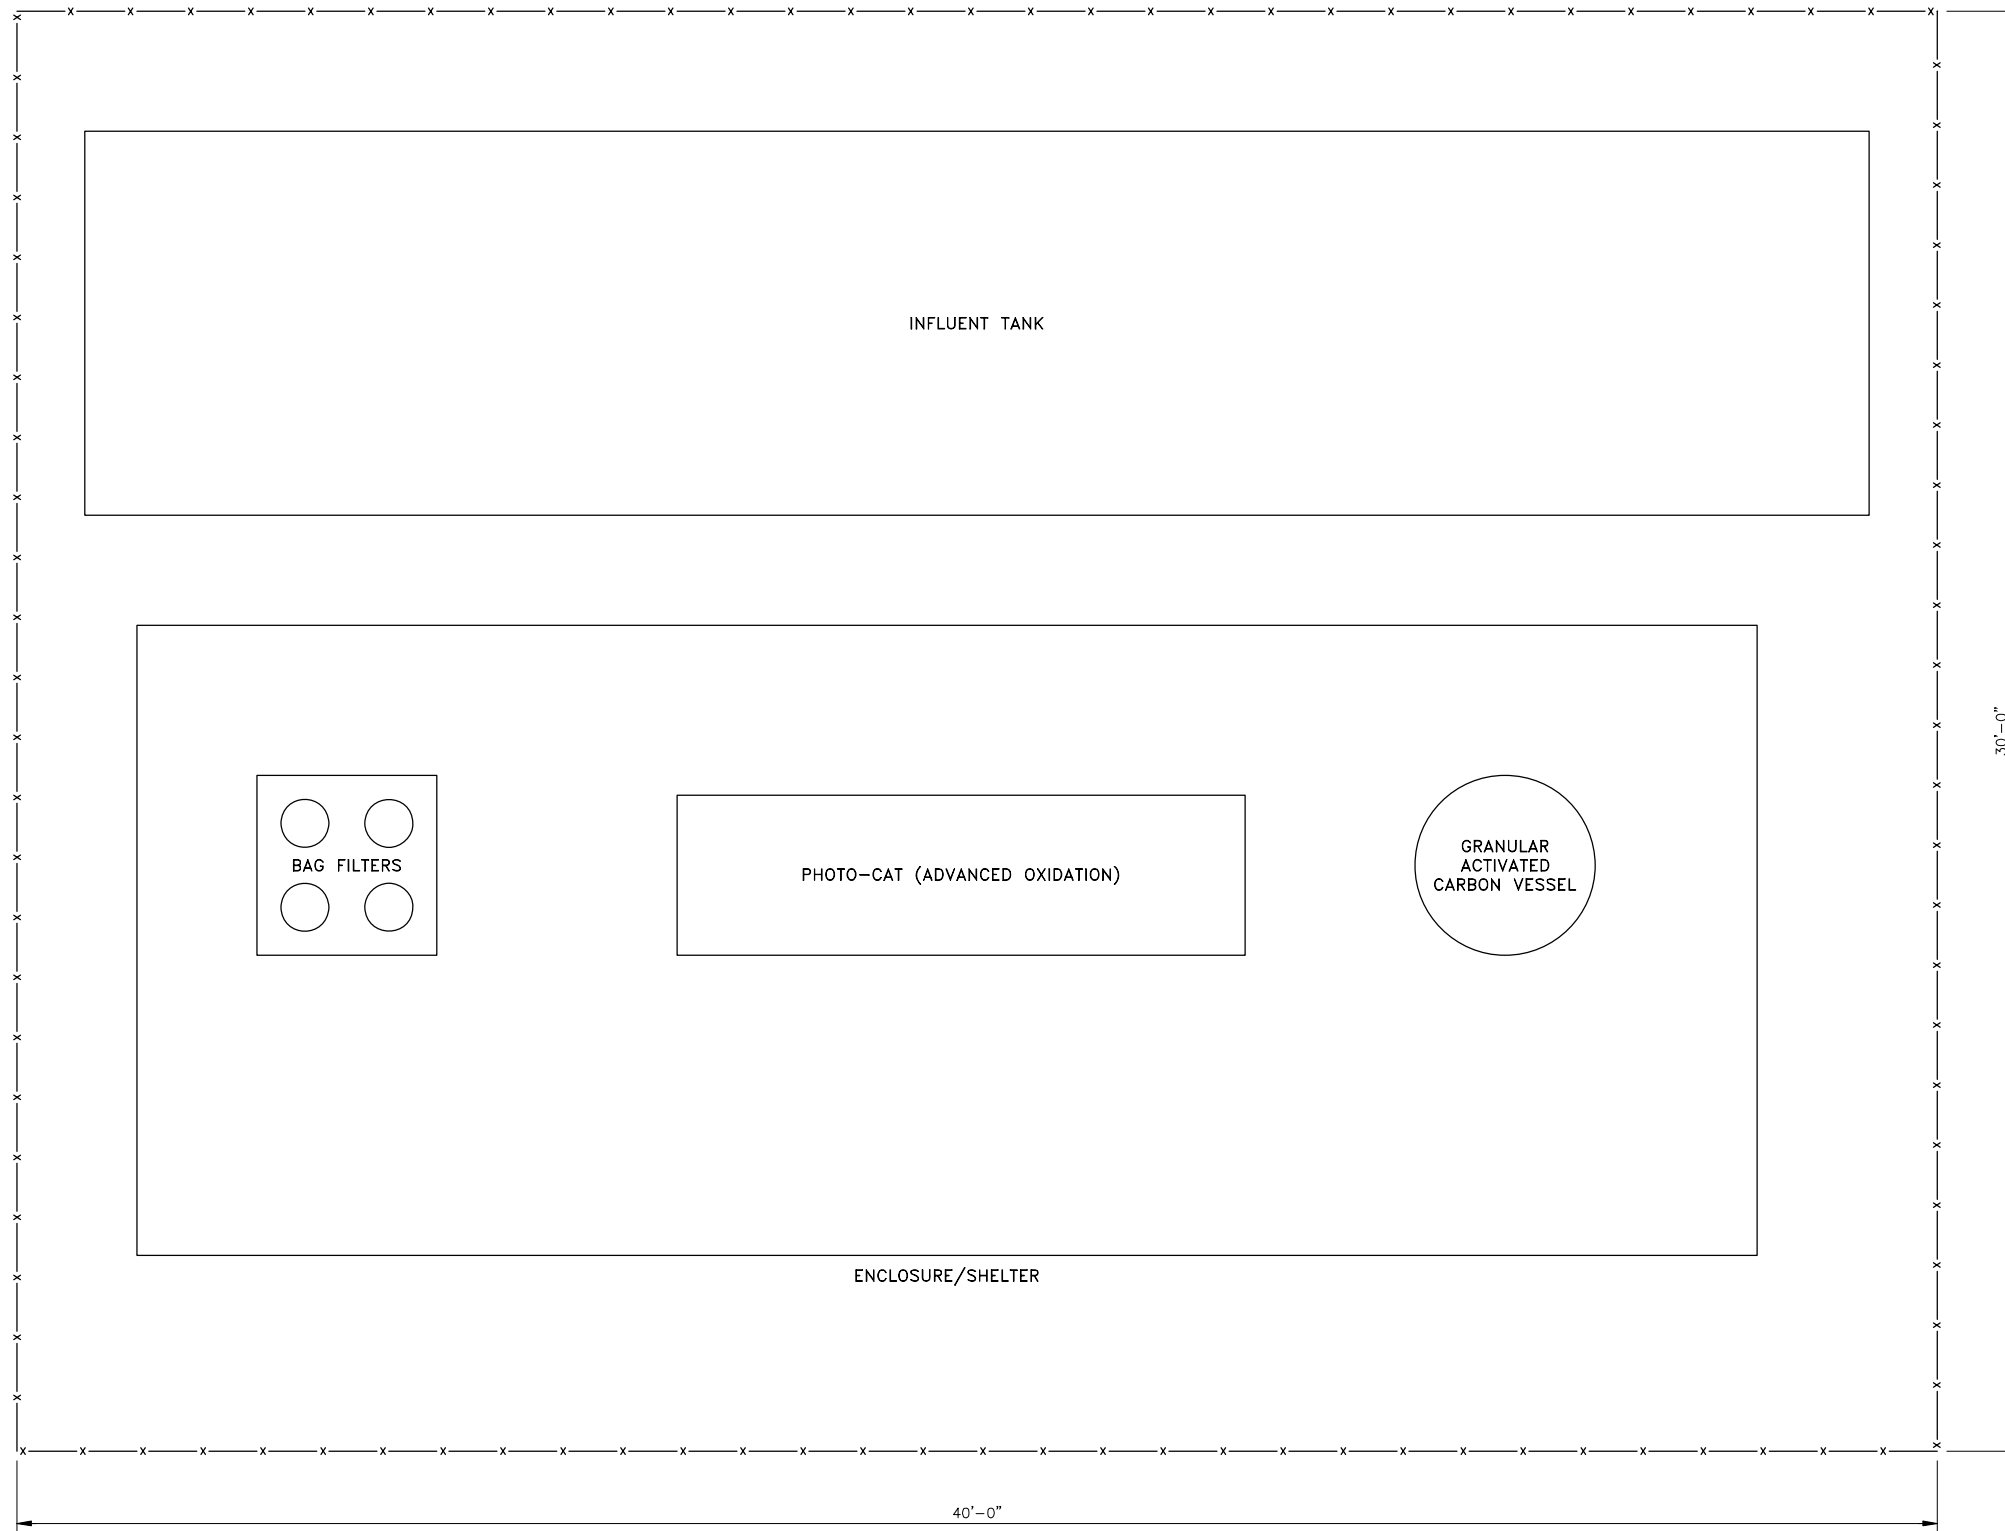 INFLUENT TANK
30'-0"
BAG FILTERS
PHOTO-CAT (ADVANCED OXIDATION)
GRANULAR
ACTIVATED
CARBON VESSEL
ENCLOSURE/SHELTER
40'-0"